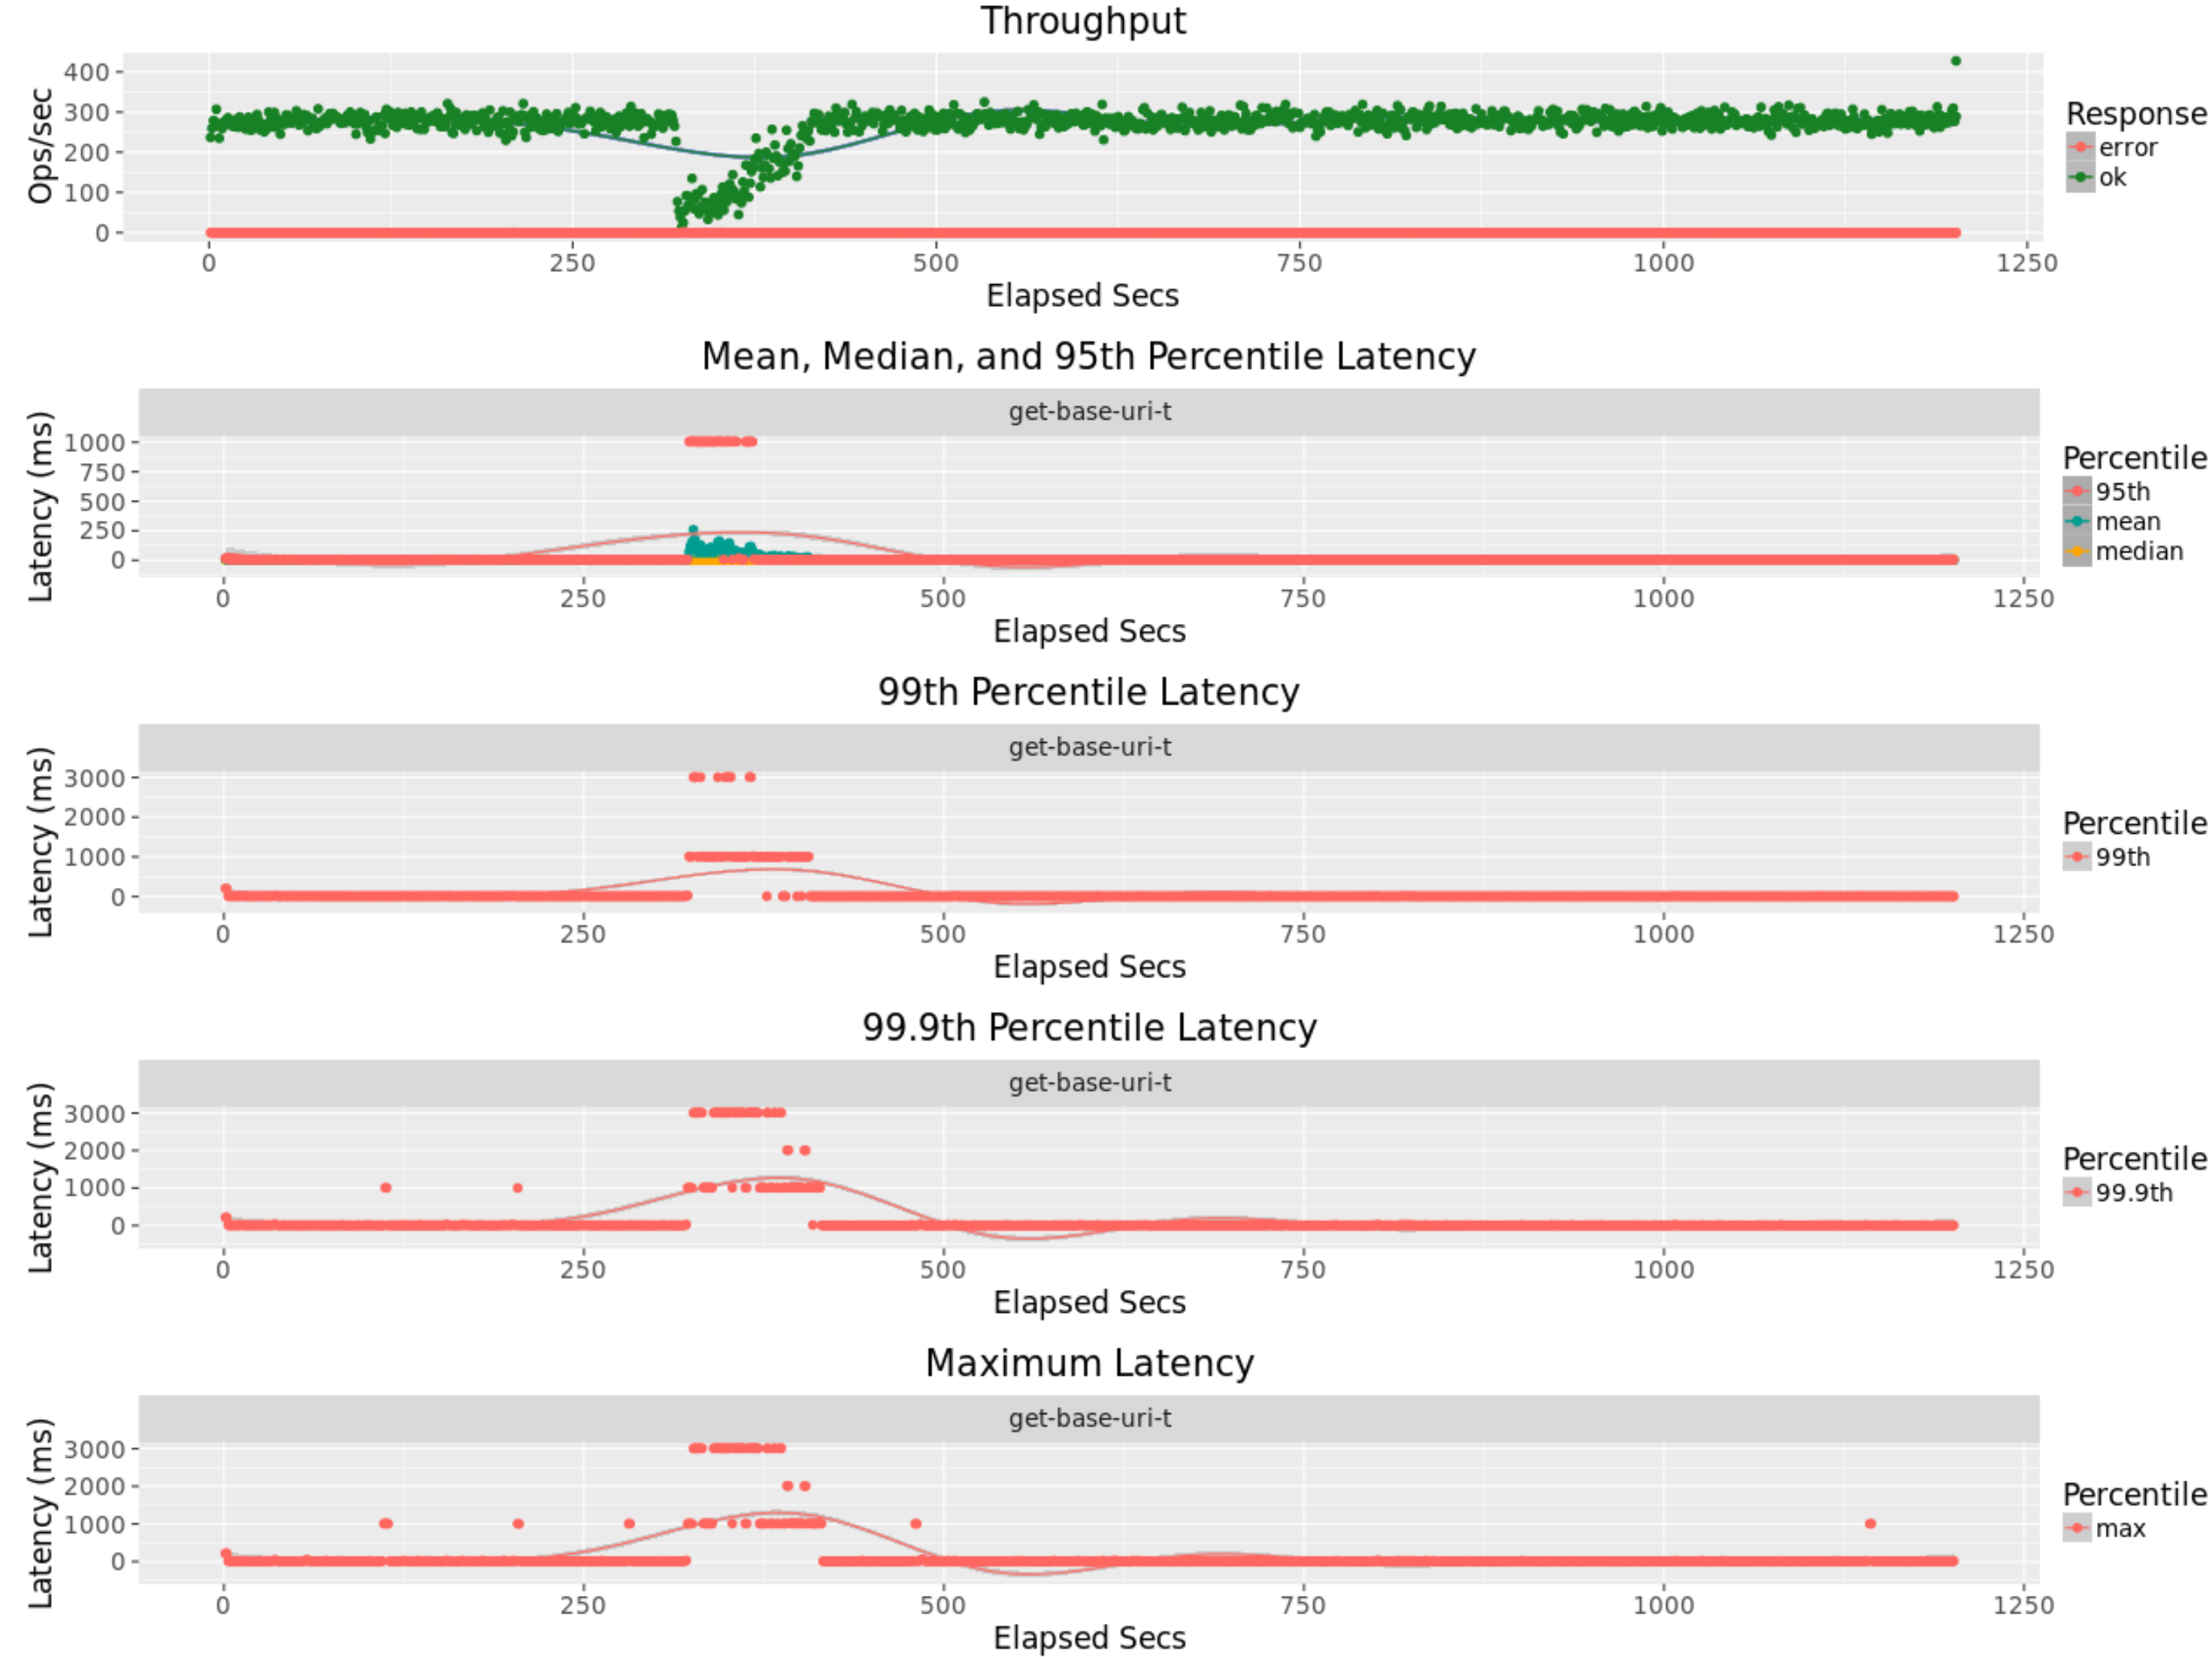 Throughput
Ops/sec
400
300
200
100
0
0 250 500 750 1000 1250
Elapsed Secs
Response
error
ok
Mean, Median, and 95th Percentile Latency
get-base-uri-t
Latency (ms)
1000
750
500
250
0
0 250 500 750 1000 1250
Elapsed Secs
Percentile
95th
mean
median
99th Percentile Latency
get-base-uri-t
Latency (ms)
3000
2000
1000
0
0 250 500 750 1000 1250
Elapsed Secs
Percentile
99th
99.9th Percentile Latency
get-base-uri-t
Latency (ms)
3000
2000
1000
0
0 250 500 750 1000 1250
Elapsed Secs
Percentile
99.9th
Maximum Latency
get-base-uri-t
Latency (ms)
3000
2000
1000
0
0 250 500 750 1000 1250
Elapsed Secs
Percentile
max